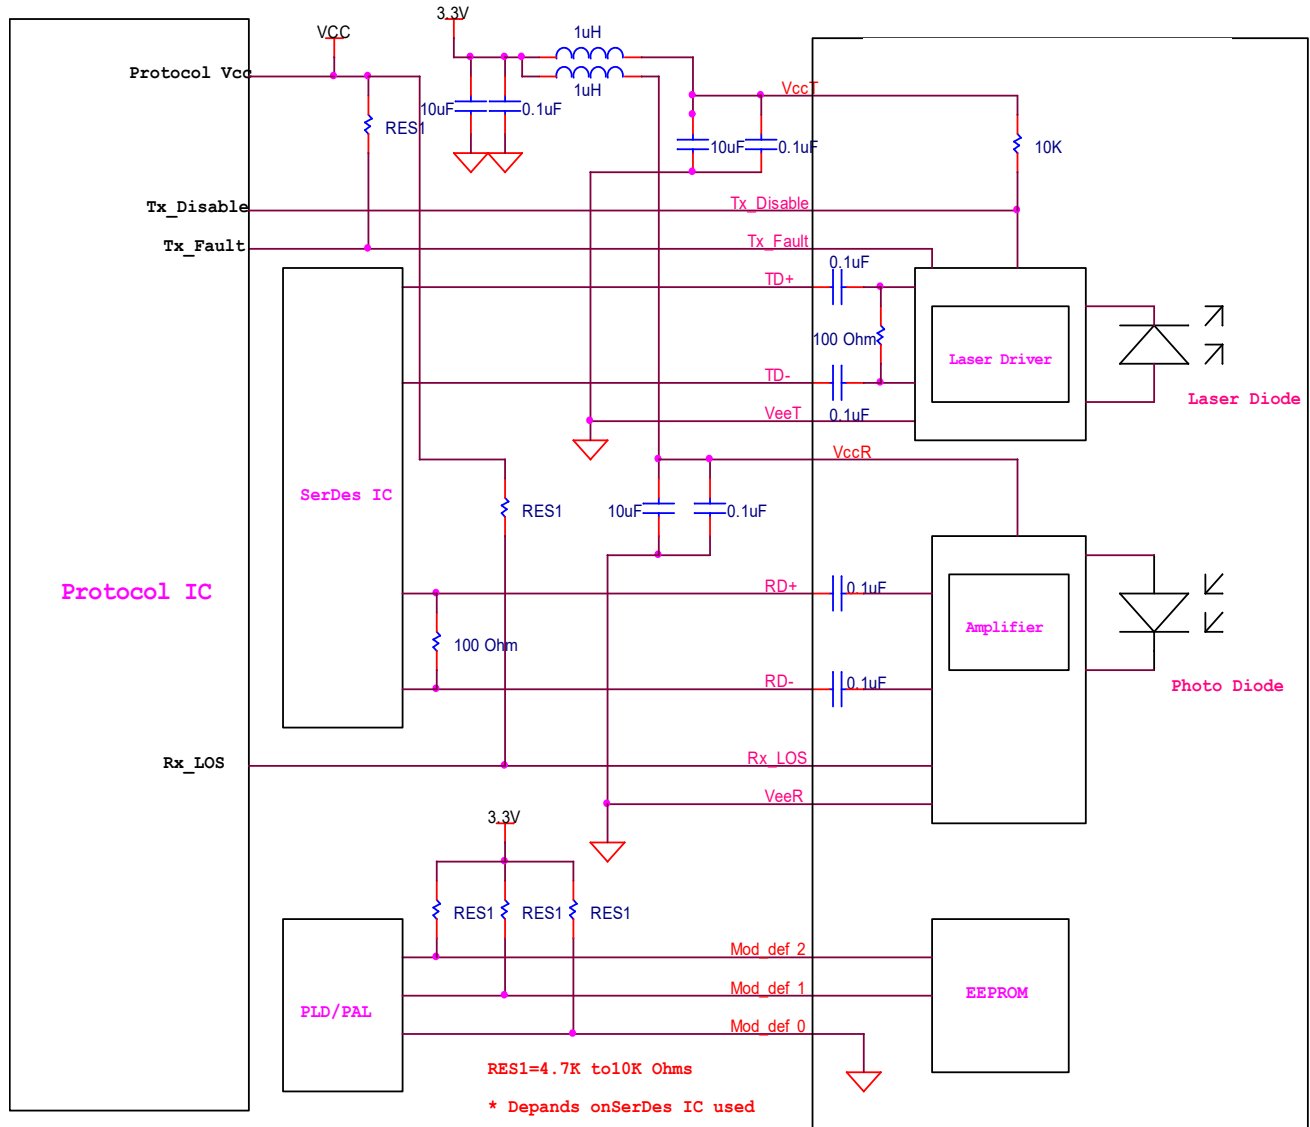 3.3V
VCC
1uH
Protocol Vcc
1uH
VccT
10uF
0.1uF
RES1
10uF
0.1uF
10K
Tx_Disable
Tx_Disable
Tx_Fault
Tx_Fault
0.1uF
TD+
100 Ohm
Laser Driver
TD-
Laser Diode
VeeT
0.1uF
VccR
SerDes IC
RES1
10uF
0.1uF
Protocol IC
RD+
0.1uF
Amplifier
100 Ohm
RD-
0.1uF
Photo Diode
Rx_LOS
Rx_LOS
VeeR
3.3V
RES1
RES1
RES1
Mod_def 2
Mod_def 1
EEPROM
PLD/PAL
Mod_def 0
RES1=4.7K to10K Ohms
* Depands onSerDes IC used